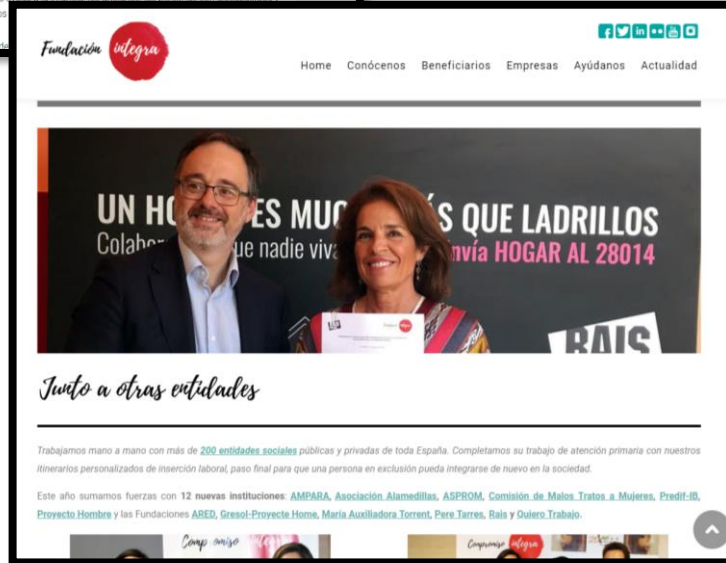 Fundación integra
Home Conócenos Beneficiarios Empresas Ayúdanos Actualidad
UN HO ES MUC S QUE LADRILLOS
Colabor ue nadie viva nvía HOGAR AL 28014
RAIS
Junto a otras entidades
Trabajamos mano a mano con más de 200 entidades sociales públicas y privadas de toda España. Completamos su trabajo de atención primaria con nuestros
itinerarios personalizados de inserción laboral, paso final para que una persona en exclusión pueda integrarse de nuevo en la sociedad.
Este año sumamos fuerzas con 12 nuevas instituciones: AMPARA, Asociación Alamedillas, ASPROM, Comisión de Malos Tratos a Mujeres, Predif-IB,
Proyecto Hombre y las Fundaciones ARED, Gresol-Proyecte Home, María Auxiliadora Torrent, Pere Tarres, Rais y Quiero Trabajo.
Compromiso integra
Compromiso integra